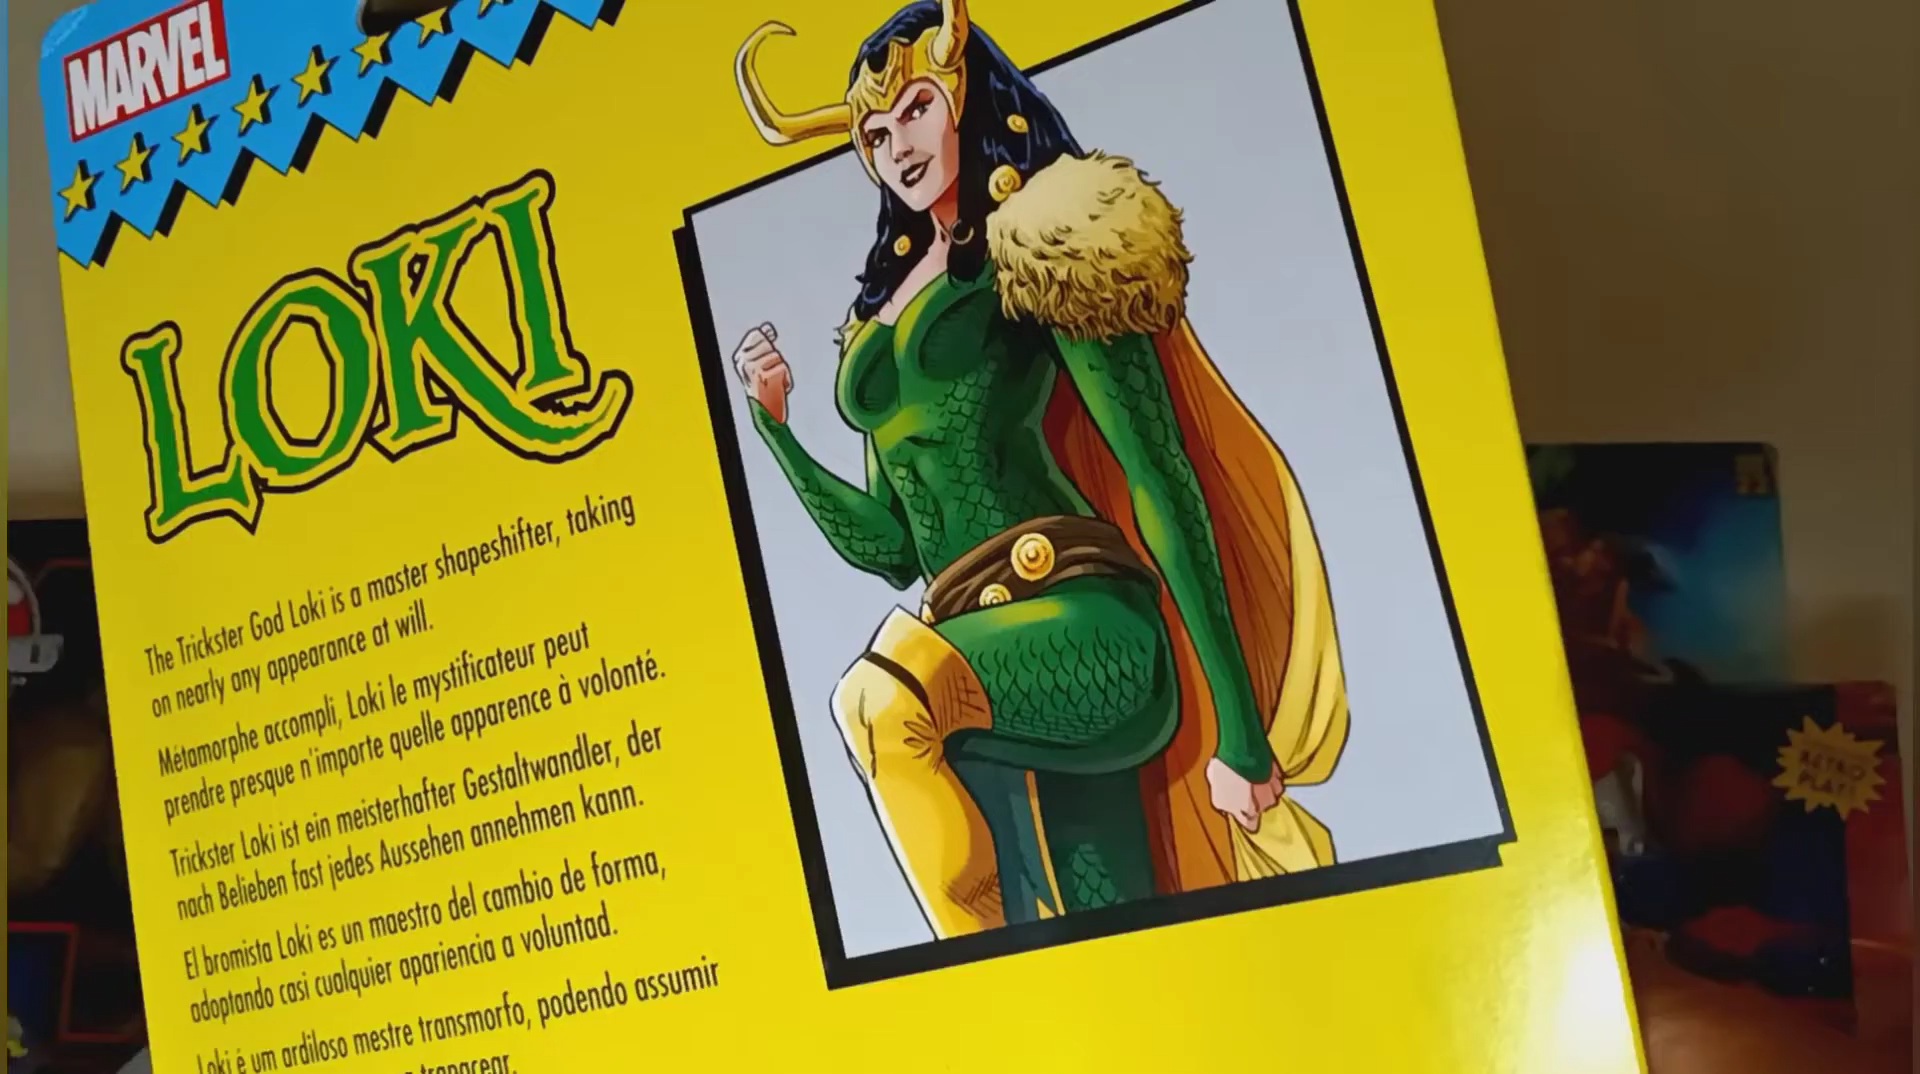 MARVEL
LOKI
The Trickster God Loki is a master shapeshifter, taking
on nearly any appearance at will.
Métamorphe accompli, Loki le mystificateur peut
prendre presque n'importe quelle apparence à volonté.
Trickster Loki ist ein meisterhafter Gestaltwandler, der
nach Belieben fast jedes Aussehen annehmen kann.
El bromista Loki es un maestro del cambio de forma,
adoptando casi cualquier apariencia a voluntad.
Loki é um ardiloso mestre transmorfo, podendo assumir
RETRO
PLAY!